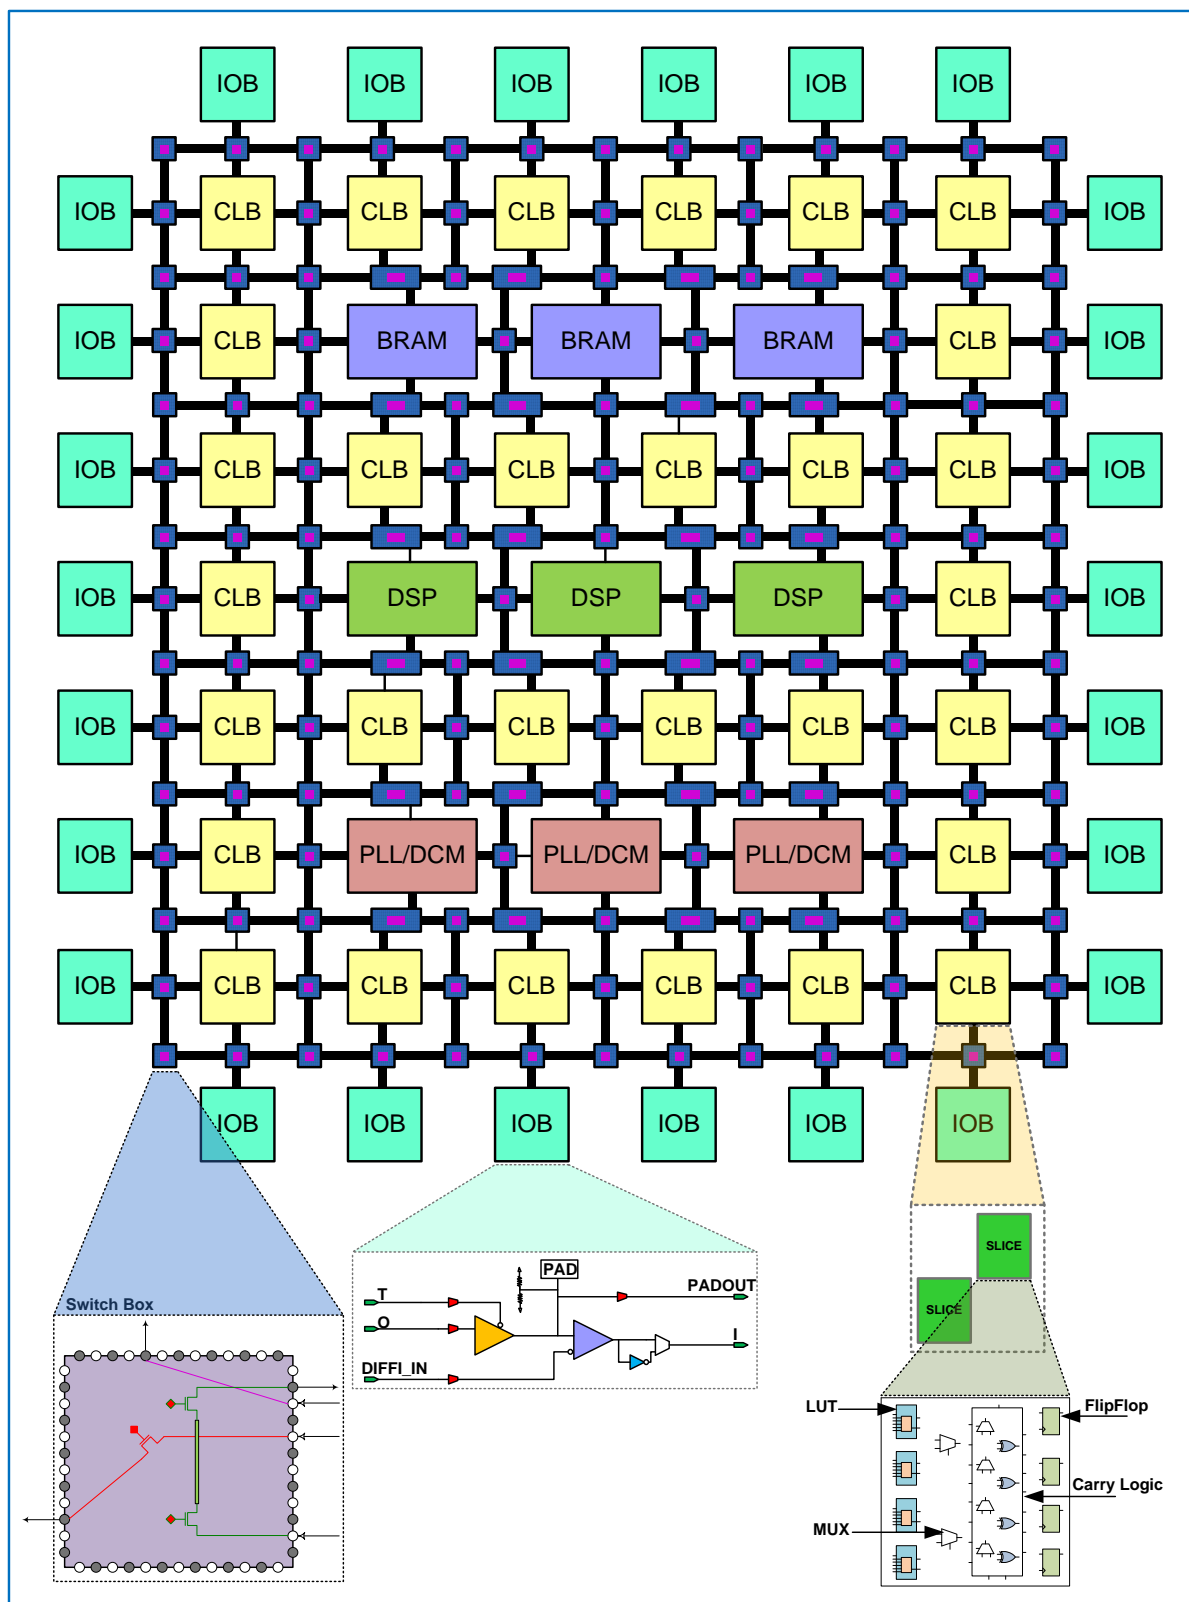 IOB IOB IOB IOB IOB IOB
IOB CLB CLB CLB CLB CLB CLB IOB
IOB CLB BRAM BRAM BRAM CLB IOB
IOB CLB CLB CLB CLB CLB CLB IOB
IOB CLB DSP DSP DSP CLB IOB
IOB CLB CLB CLB CLB CLB CLB IOB
IOB CLB PLL/DCM PLL/DCM PLL/DCM CLB IOB
IOB CLB CLB CLB CLB CLB CLB IOB
IOB IOB IOB IOB IOB IOB
Switch Box
PAD
T
PADOUT
O
I
DIFFI_IN
SLICE
SLICE
LUT
FlipFlop
Carry Logic
MUX